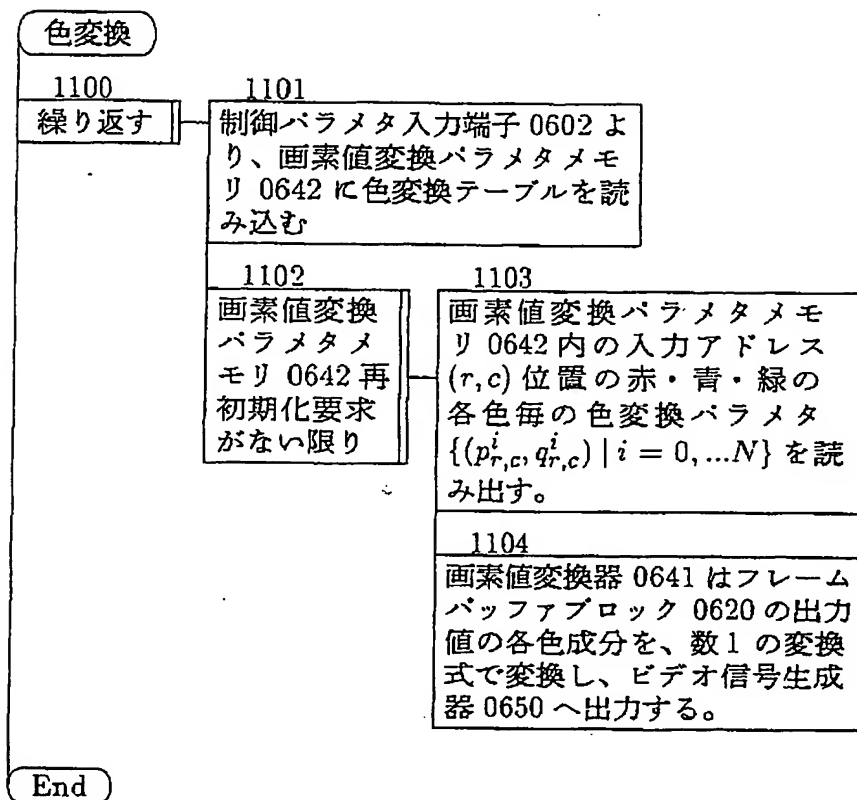 色変換
1100
繰り返す
1101
制御パラメタ入力端子 0602 よ
り、画素値変換パラメタメモ
リ 0642 に色変換テーブルを読
み込む
1102
画素値変換
パラメタメ
モリ 0642 再
初期化要求
がない限り
1103
画素値変換パラメタメモ
リ 0642 内の入力アドレス
(r, c) 位置の赤・青・緑の
各色毎の色変換パラメタ
{(p^i_{r,c}, q^i_{r,c}) | i = 0, ...N} を読
み出す。
1104
画素値変換器 0641 はフレーム
バッファブロック 0620 の出力
値の各色成分を、数1 の変換
式で変換し、ビデオ信号生成
器 0650 へ出力する。
End